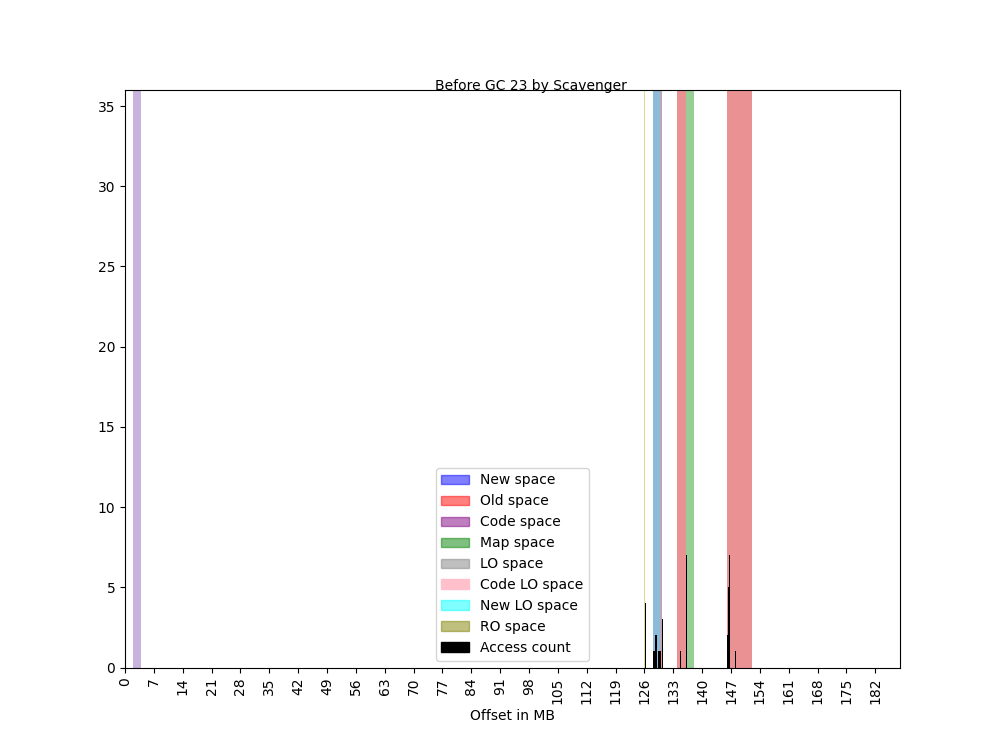 Before GC 23 by Scavenger
35
30
25
20
15
10
5
0
New space
Old space
Code space
Map space
LO space
Code LO space
New LO space
RO space
Access count
0 7 14 21 28 35 42 49 56 63 70 77 84 91 98 105 112 119 126 133 140 147 154 161 168 175 182
Offset in MB